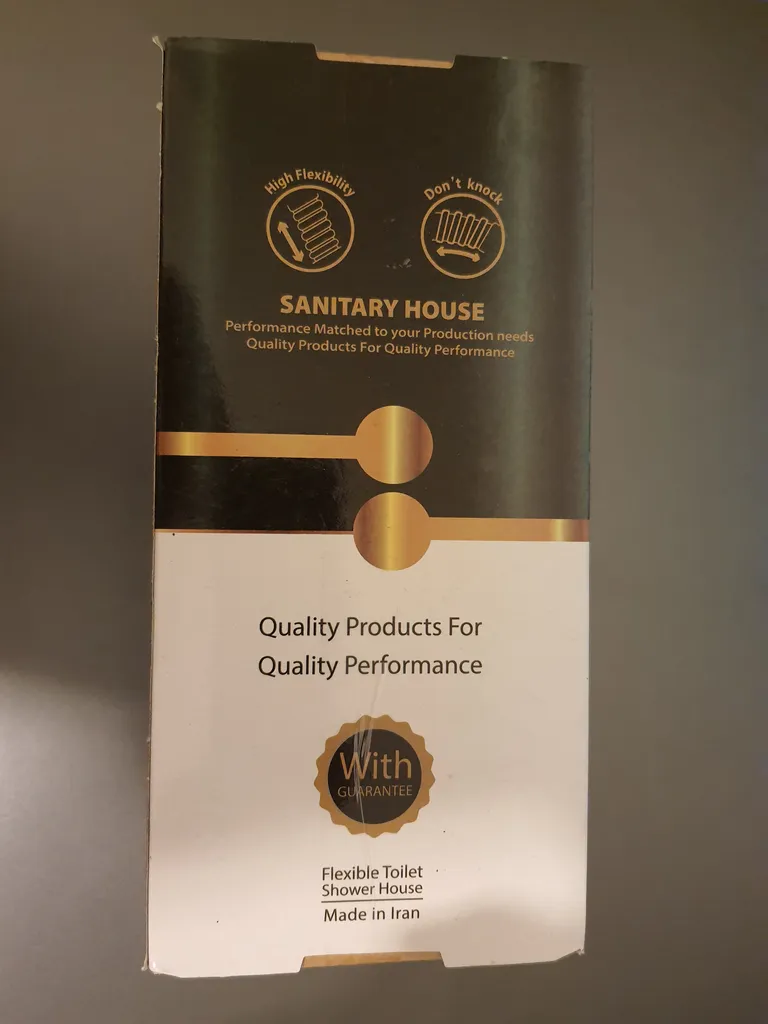 High Flexibility
Don't knock
SANITARY HOUSE
Performance Matched to your Production needs
Quality Products For Quality Performance
Quality Products For
Quality Performance
With
GUARANTEE
Flexible Toilet
Shower House
Made in Iran